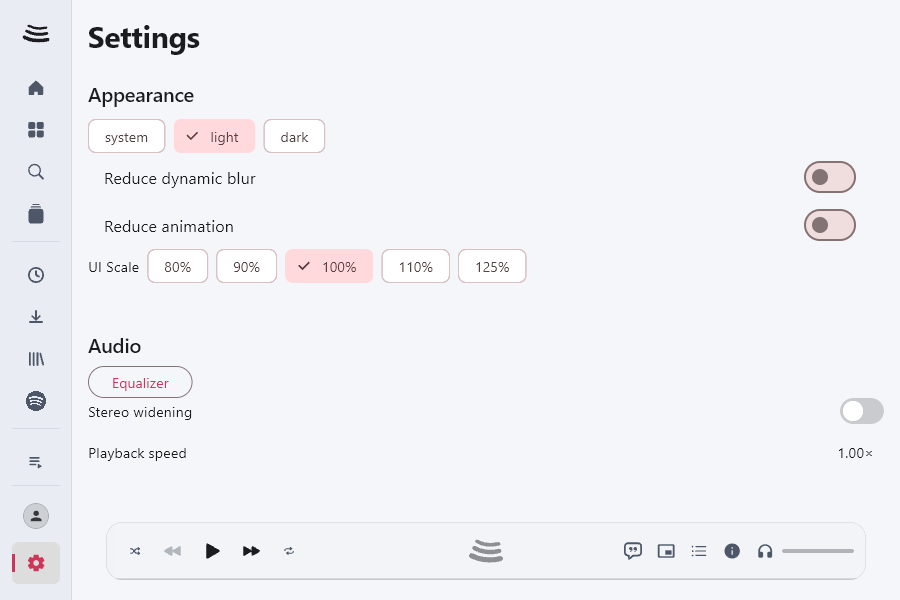 Settings
Appearance
system light dark
Reduce dynamic blur
Reduce animation
UI Scale 80% 90% 100% 110% 125%
Audio
Equalizer
Stereo widening
Playback speed 1.00×